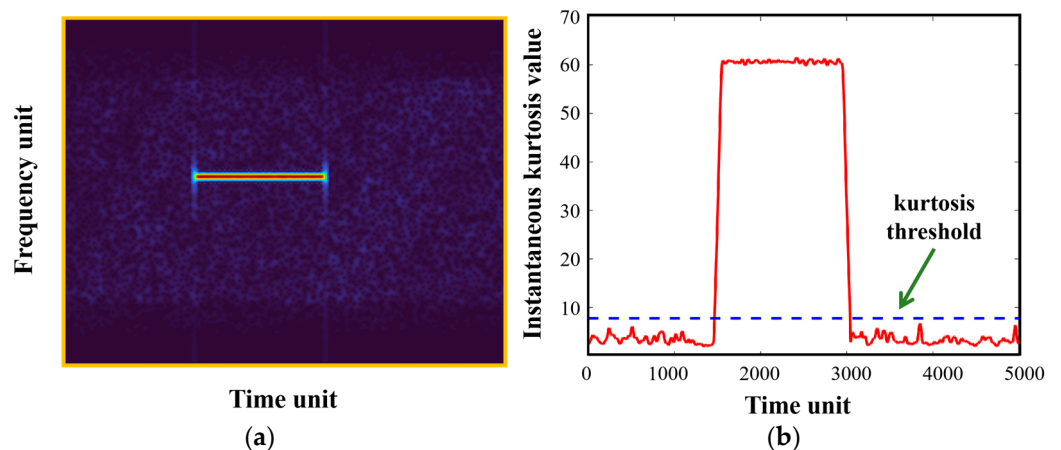 Frequency unit
Time unit
(a)
Instantaneous kurtosis value
70
60
50
40
30
20
10
kurtosis
threshold
0
1000
2000
3000
4000
5000
Time unit
(b)